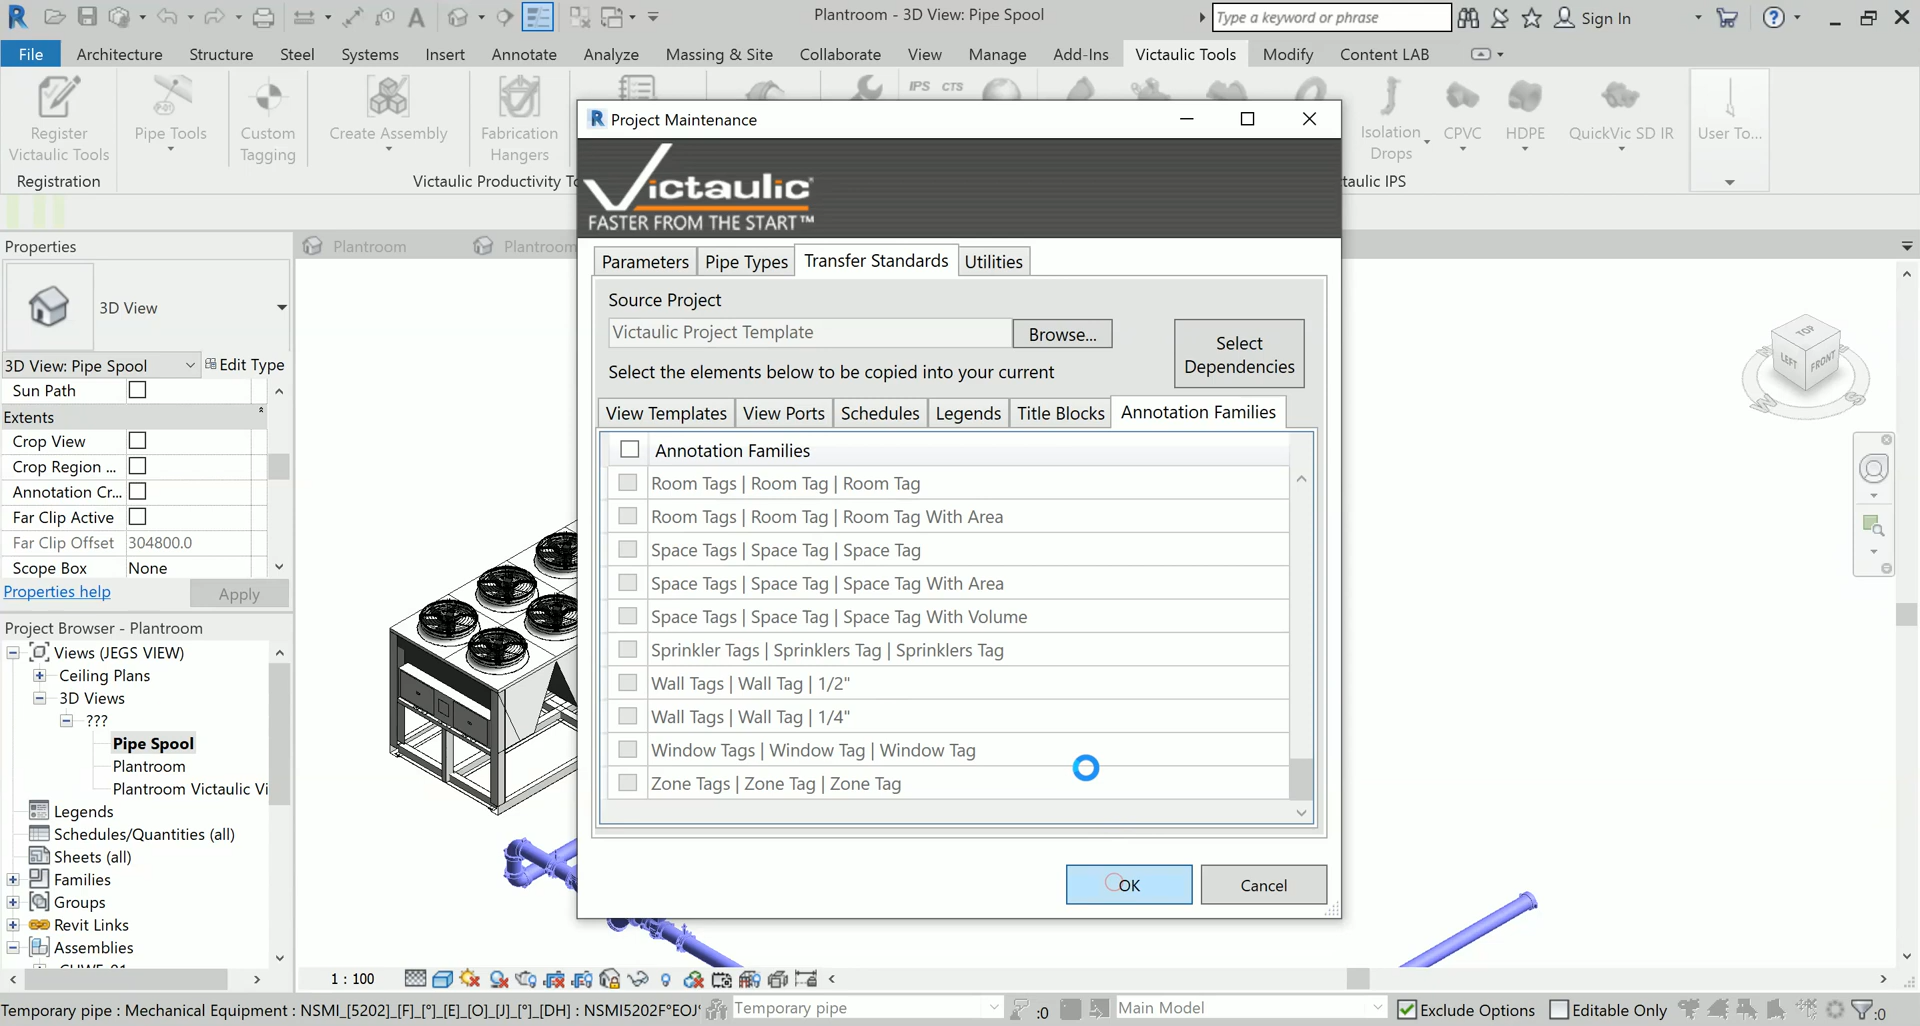 Plantroom - 3D View: Pipe Spool
Type a keyword or phrase
Sign In
File
Architecture
Structure
Steel
Systems
Insert
Annotate
Analyze
Massing & Site
Collaborate
View
Manage
Add-Ins
Victaulic Tools
Modify
Content LAB
Register
Victaulic Tools
Pipe Tools
Custom
Tagging
Create Assembly
Fabrication
Hangers
IPS CTS
Isolation
Drops
CPVC
HDPE
QuickVic SD IR
User To...
Registration
Victaulic Productivity To
taulic IPS
Project Maintenance
Victaulic®
FASTER FROM THE START™
Parameters
Pipe Types
Transfer Standards
Utilities
Source Project
Victaulic Project Template
Browse...
Select
Dependencies
Select the elements below to be copied into your current
View Templates
View Ports
Schedules
Legends
Title Blocks
Annotation Families
Annotation Families
Room Tags | Room Tag | Room Tag
Room Tags | Room Tag | Room Tag With Area
Space Tags | Space Tag | Space Tag
Space Tags | Space Tag | Space Tag With Area
Space Tags | Space Tag | Space Tag With Volume
Sprinkler Tags | Sprinklers Tag | Sprinklers Tag
Wall Tags | Wall Tag | 1/2"
Wall Tags | Wall Tag | 1/4"
Window Tags | Window Tag | Window Tag
Zone Tags | Zone Tag | Zone Tag
OK
Cancel
Properties
Plantroom
Plantroom
3D View
3D View: Pipe Spool
Edit Type
Sun Path
Extents
Crop View
Crop Region ...
Annotation Cr...
Far Clip Active
Far Clip Offset 304800.0
Scope Box None
Properties help
Apply
Project Browser - Plantroom
Views (JEGS VIEW)
Ceiling Plans
3D Views
???
Pipe Spool
Plantroom
Plantroom Victaulic Vi
Legends
Schedules/Quantities (all)
Sheets (all)
Families
Groups
Revit Links
Assemblies
TOP
LEFT
FRONT
W
S
1 : 100
Temporary pipe : Mechanical Equipment : NSMI_[5202]_[F]_[°]_[E]_[O]_[J]_[°]_[DH] : NSMI5202F°EOJ°
Temporary pipe
:0
Main Model
Exclude Options
Editable Only
:0